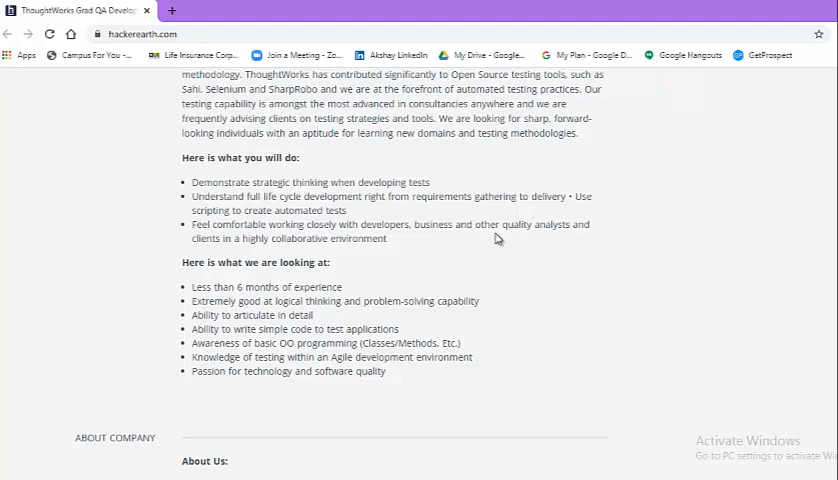 ThoughtWorks Grad QA Develop
hackerearth.com
Apps Campus For You -... Life Insurance Corp... Join a Meeting - Zo... Akshay LinkedIn My Drive - Google... My Plan - Google D... Google Hangouts GetProspect
methodology. ThoughtWorks has contributed significantly to Open Source testing tools, such as
Sahi, Selenium and SharpRobo and we are at the forefront of automated testing practices. Our
testing capability is amongst the most advanced in consultancies anywhere and we are
frequently advising clients on testing strategies and tools. We are looking for sharp, forward-
looking individuals with an aptitude for learning new domains and testing methodologies.
Here is what you will do:
• Demonstrate strategic thinking when developing tests
• Understand full life cycle development right from requirements gathering to delivery • Use
scripting to create automated tests
• Feel comfortable working closely with developers, business and other quality analysts and
clients in a highly collaborative environment
Here is what we are looking at:
• Less than 6 months of experience
• Extremely good at logical thinking and problem-solving capability
• Ability to articulate in detail
• Ability to write simple code to test applications
• Awareness of basic OO programming (Classes/Methods, Etc.)
• Knowledge of testing within an Agile development environment
• Passion for technology and software quality
ABOUT COMPANY
About Us:
Activate Windows
Go to PC settings to activate Wi